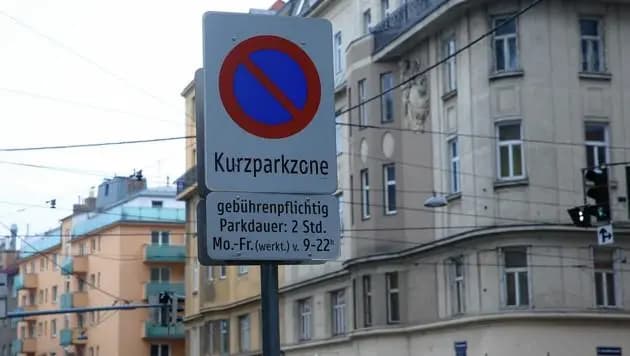 Kurzparkzone
gebührenpflichtig
Parkdauer: 2 Std.
Mo.-Fr.(werkt.) v. 9-22ʰ